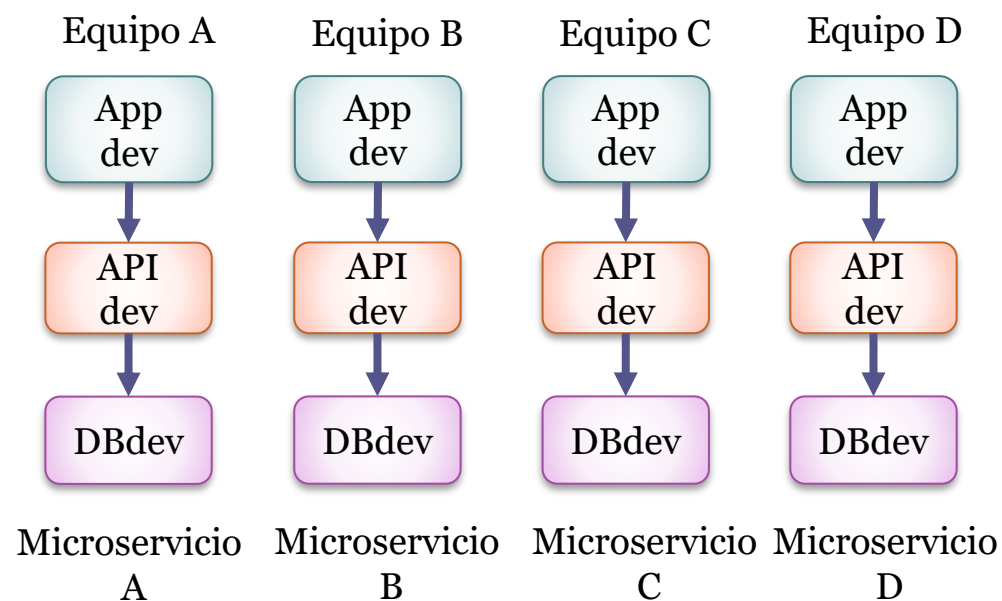 Equipo A
Equipo B
Equipo C
Equipo D
App
dev
App
dev
App
dev
App
dev
API
dev
API
dev
API
dev
API
dev
DBdev
DBdev
DBdev
DBdev
Microservicio
A
Microservicio
B
Microservicio
C
Microservicio
D